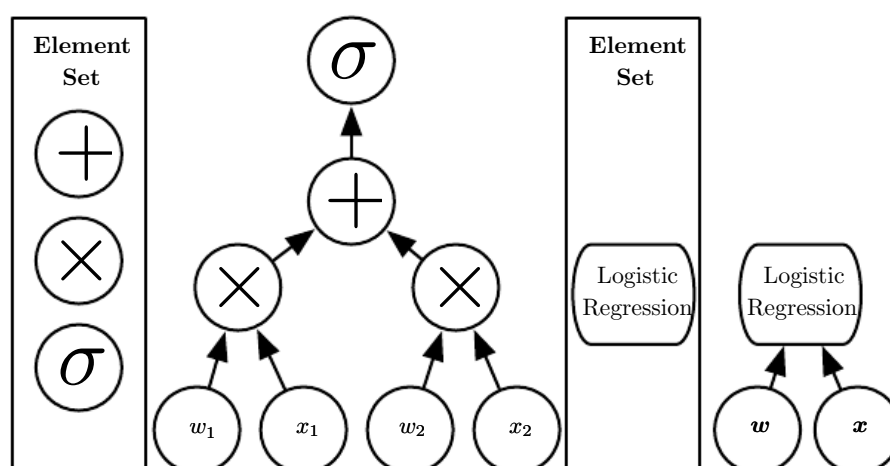 Element
Set
+
×
σ
σ
+
×
×
w₁
x₁
w₂
x₂
Element
Set
Logistic
Regression
Logistic
Regression
w
x